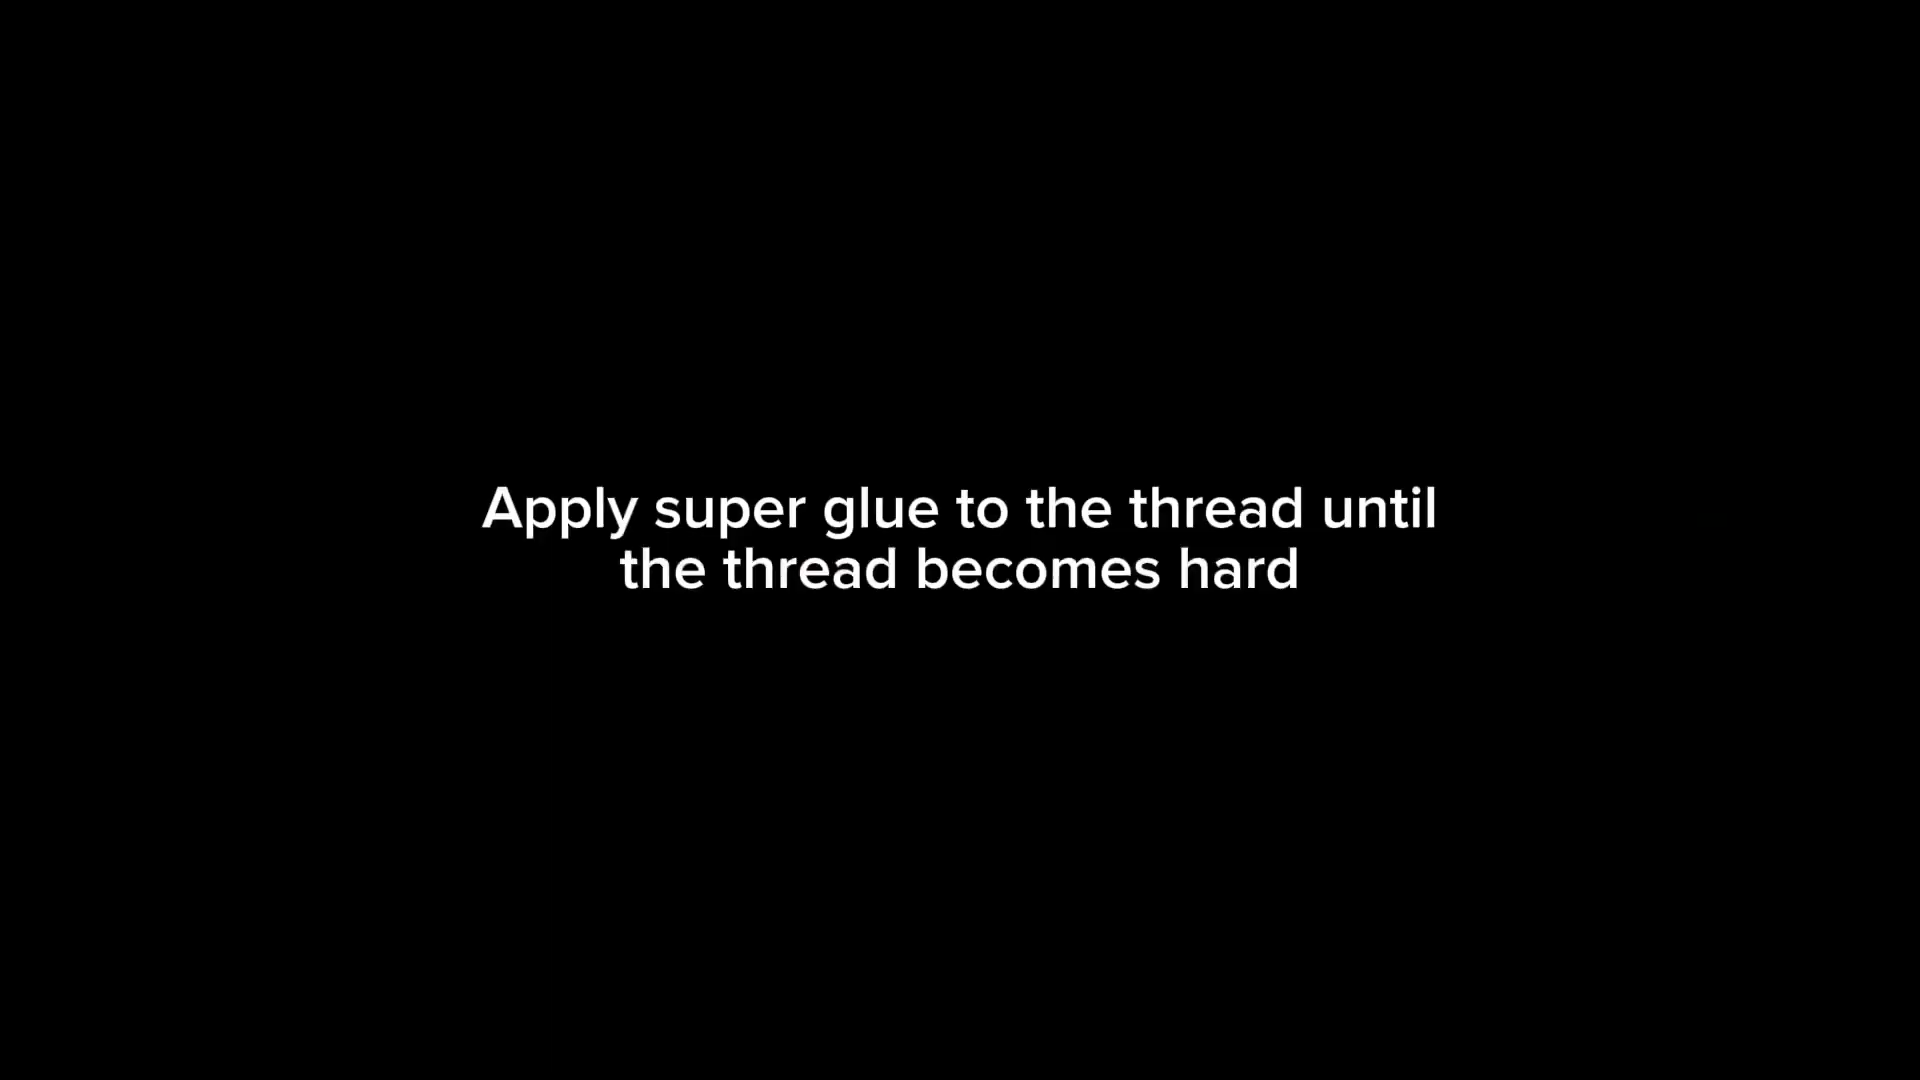 Apply super glue to the thread until
the thread becomes hard